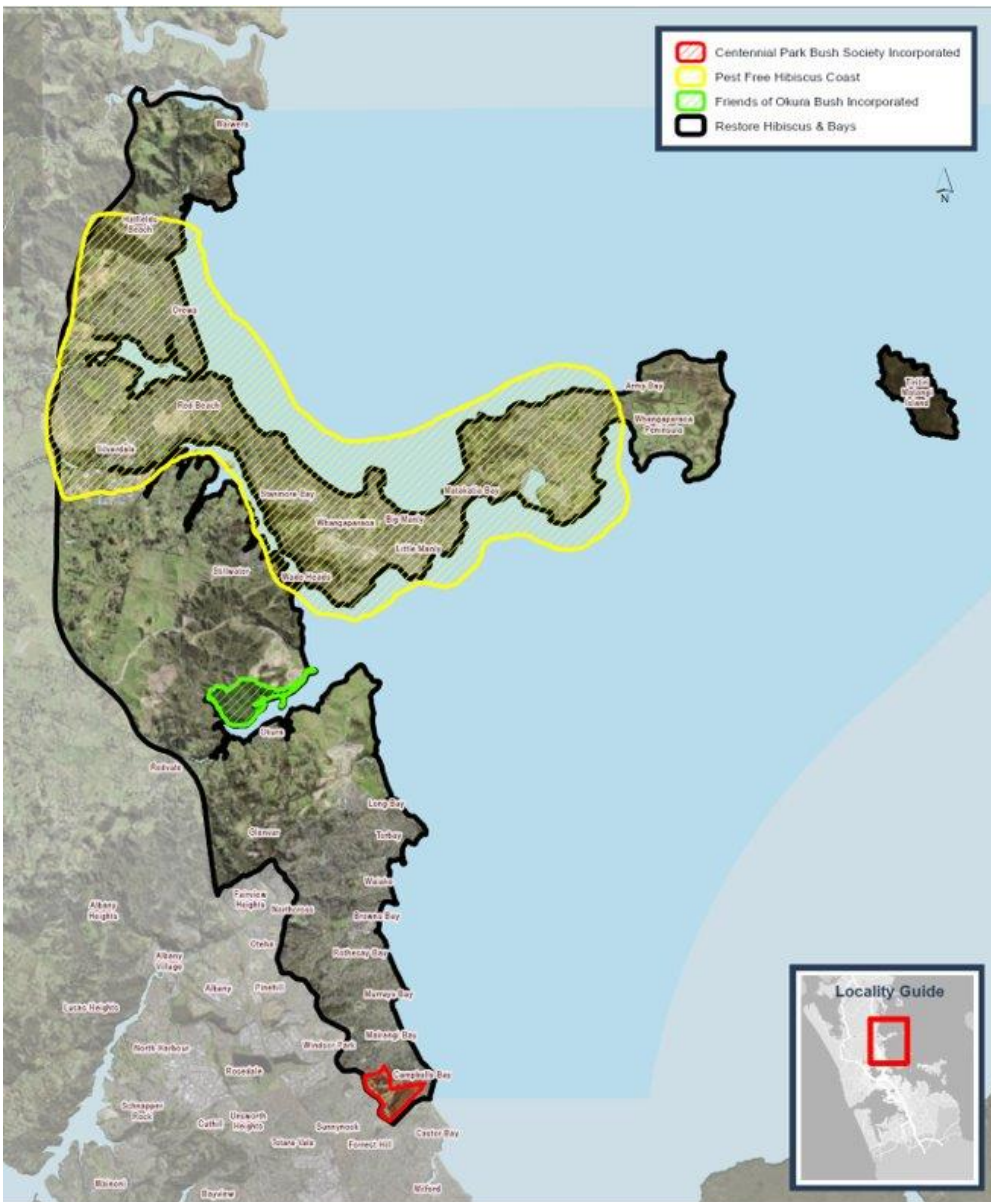 Centennial Park Bush Society Incorporated
Pest Free Hibiscus Coast
Friends of Okura Bush Incorporated
Restore Hibiscus & Bays
N
Waiwera
Hatfields
Beach
Orewa
Red Beach
Silverdale
Army Bay
Whangaparaoa
Peninsula
Tiritiri
Matangi
Island
Stanmore Bay
Matakatia Bay
Whangaparaoa
Big Manly
Little Manly
Stillwater
Wade Heads
Okura
Redvale
Long Bay
Glenvar
Torbay
Waiake
Fairview
Heights
Northcross
Browns Bay
Albany
Heights
Oteha
Rothesay Bay
Albany
Village
Albany
Pinehill
Murrays Bay
Lucas Heights
Mairangi Bay
Windsor Park
North Harbour
Rosedale
Campbells Bay
Schnapper
Rock
Cuthill
Unsworth
Heights
Sunnynook
Totara Vale
Forrest Hill
Castor Bay
Milford
Bayview
Locality Guide